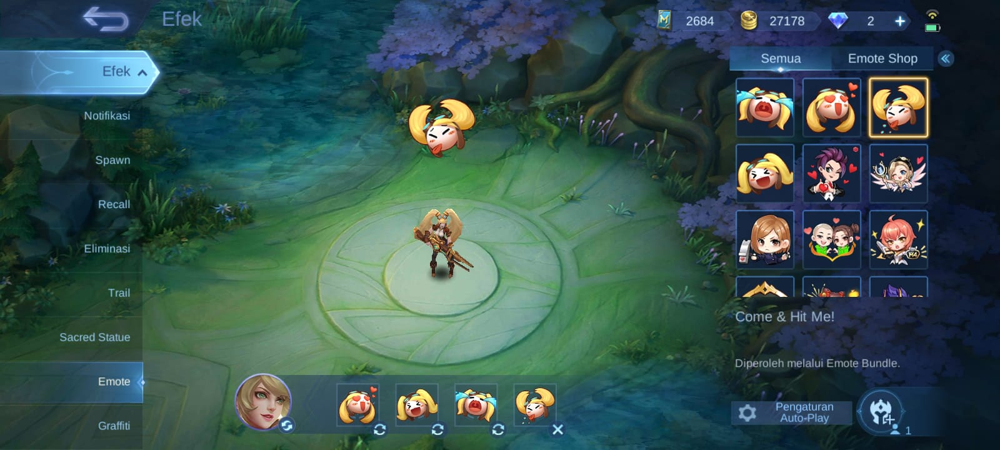 Efek
2684
27178
2
Efek
Notifikasi
Spawn
Recall
Eliminasi
Trail
Sacred Statue
Emote
Graffiti
Semua
Emote Shop
M4
Come & Hit Me!
Diperoleh melalui Emote Bundle.
Pengaturan
Auto-Play
1